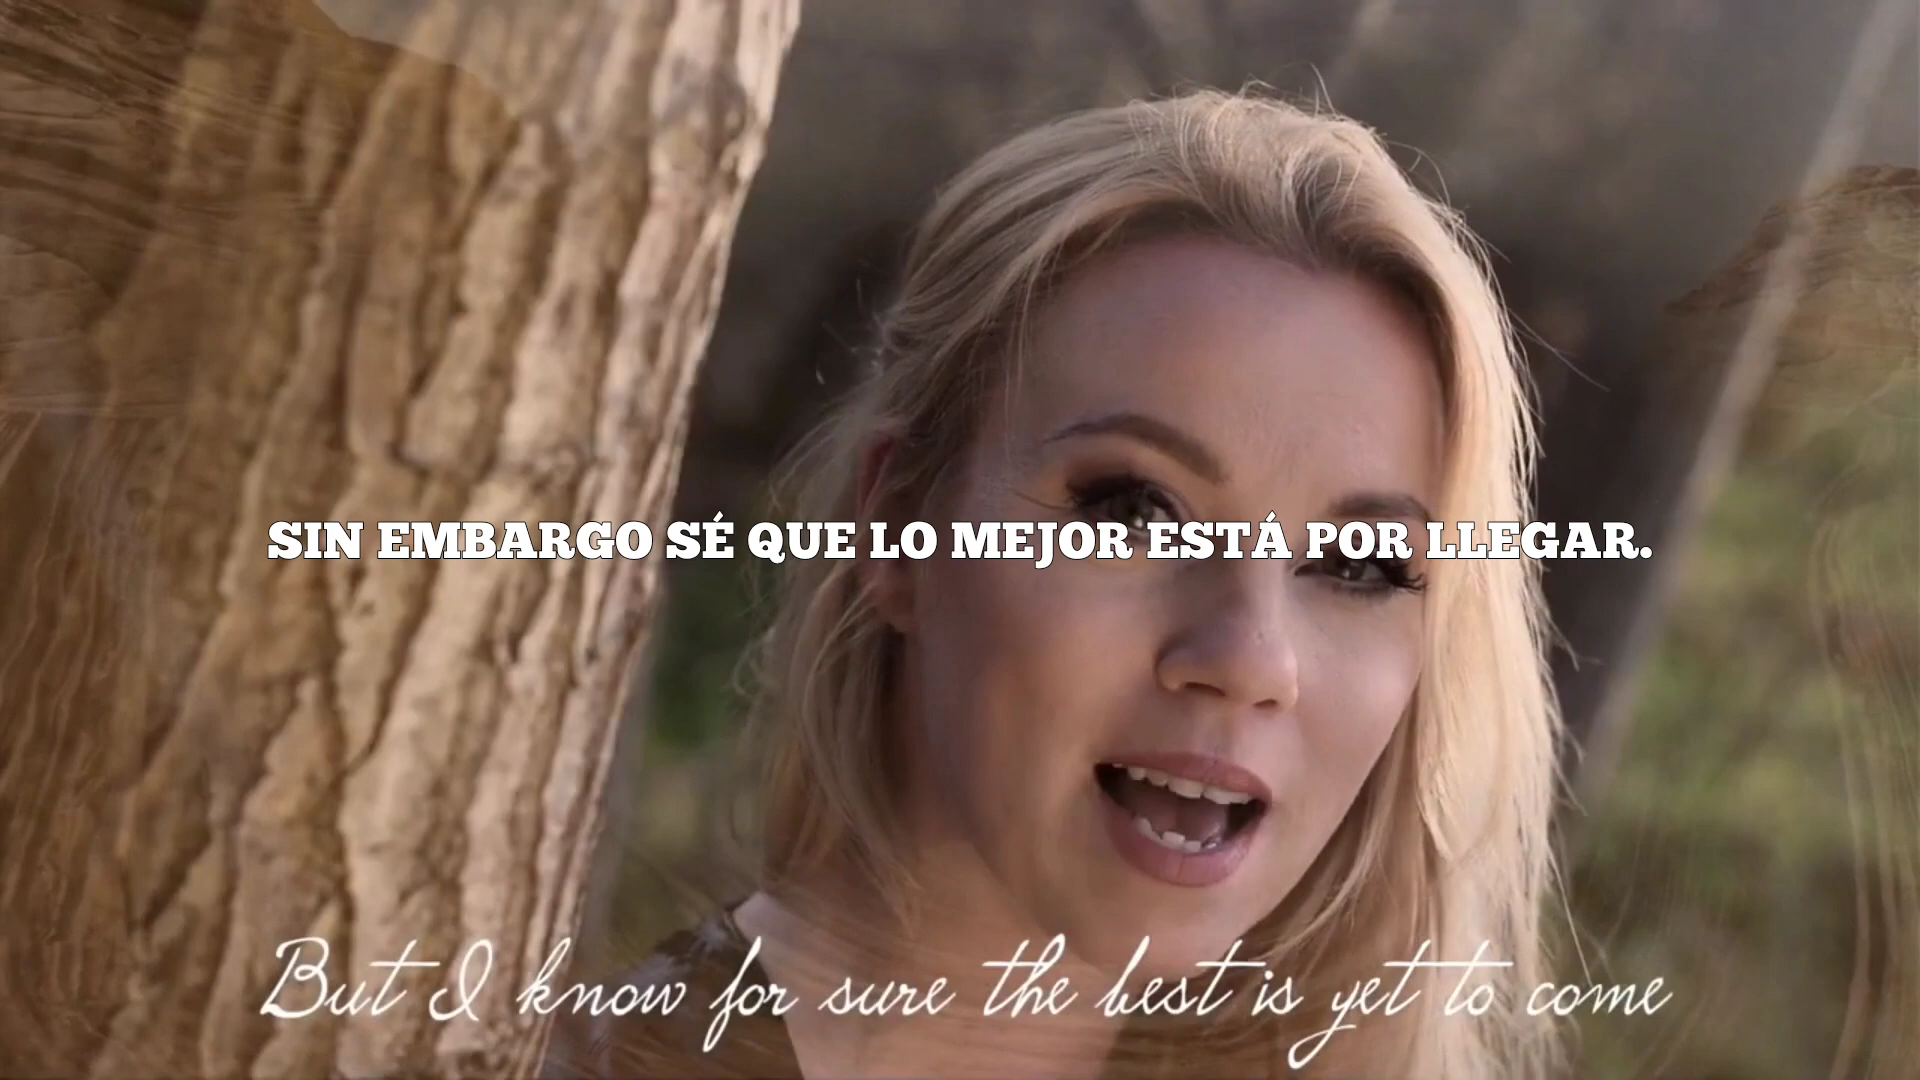 SIN EMBARGO SÉ QUE LO MEJOR ESTÁ POR LLEGAR.
But I know for sure the best is yet to come